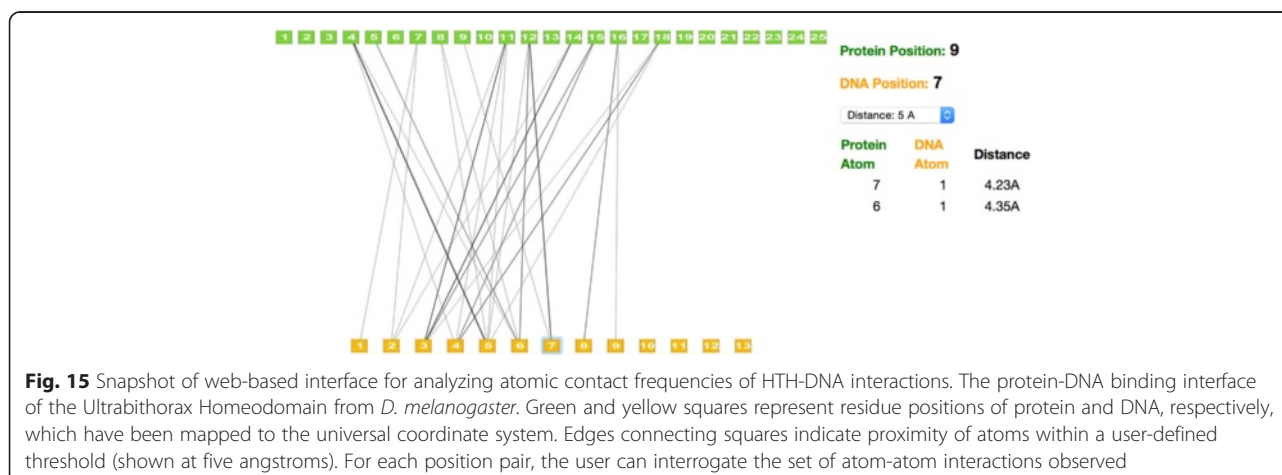 1 2 3 4 5 6 7 8 9 10 11 12 13 14 15 16 17 18 19 20 21 22 23 24 25
Protein Position: 9
DNA Position: 7
Distance: 5 A
Protein Atom DNA Atom Distance
7 1 4.23A
6 1 4.35A
1 2 3 4 5 6 7 8 9 10 11 12 13
Fig. 15 Snapshot of web-based interface for analyzing atomic contact frequencies of HTH-DNA interactions. The protein-DNA binding interface
of the Ultrabithorax Homeodomain from D. melanogaster. Green and yellow squares represent residue positions of protein and DNA, respectively,
which have been mapped to the universal coordinate system. Edges connecting squares indicate proximity of atoms within a user-defined
threshold (shown at five angstroms). For each position pair, the user can interrogate the set of atom-atom interactions observed